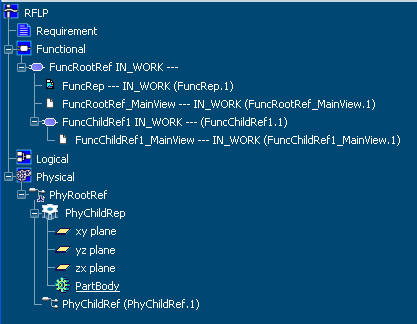 RFLP
Requirement
Functional
FuncRootRef IN_WORK ---
FuncRep --- IN_WORK (FuncRep.1)
FuncRootRef_MainView --- IN_WORK (FuncRootRef_MainView.1)
FuncChildRef1 IN_WORK --- (FuncChildRef1.1)
FuncChildRef1_MainView --- IN_WORK (FuncChildRef1_MainView.1)
Logical
Physical
PhyRootRef
PhyChildRep
xy plane
yz plane
zx plane
PartBody
PhyChildRef (PhyChildRef.1)